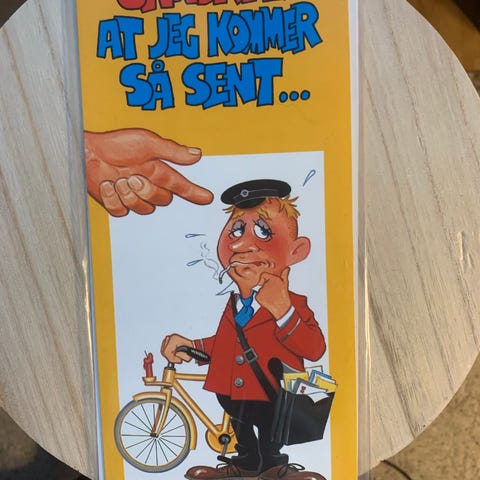 AT JEG KOMMER
SÅ SENT...